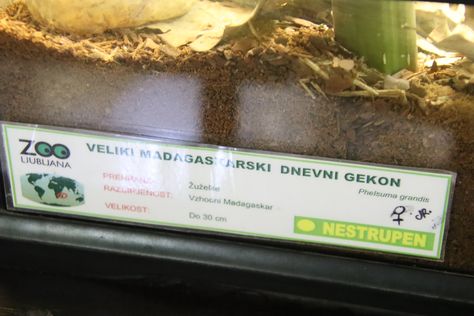 ZOO
LJUBLJANA
VELIKI MADAGASKARSKI DNEVNI GEKON
Phelsuma grandis
PREHRANA: Žuželke
RAZŠIRJENOST: Vzhodni Madagaskar
VELIKOST: Do 30 cm
NESTRUPEN